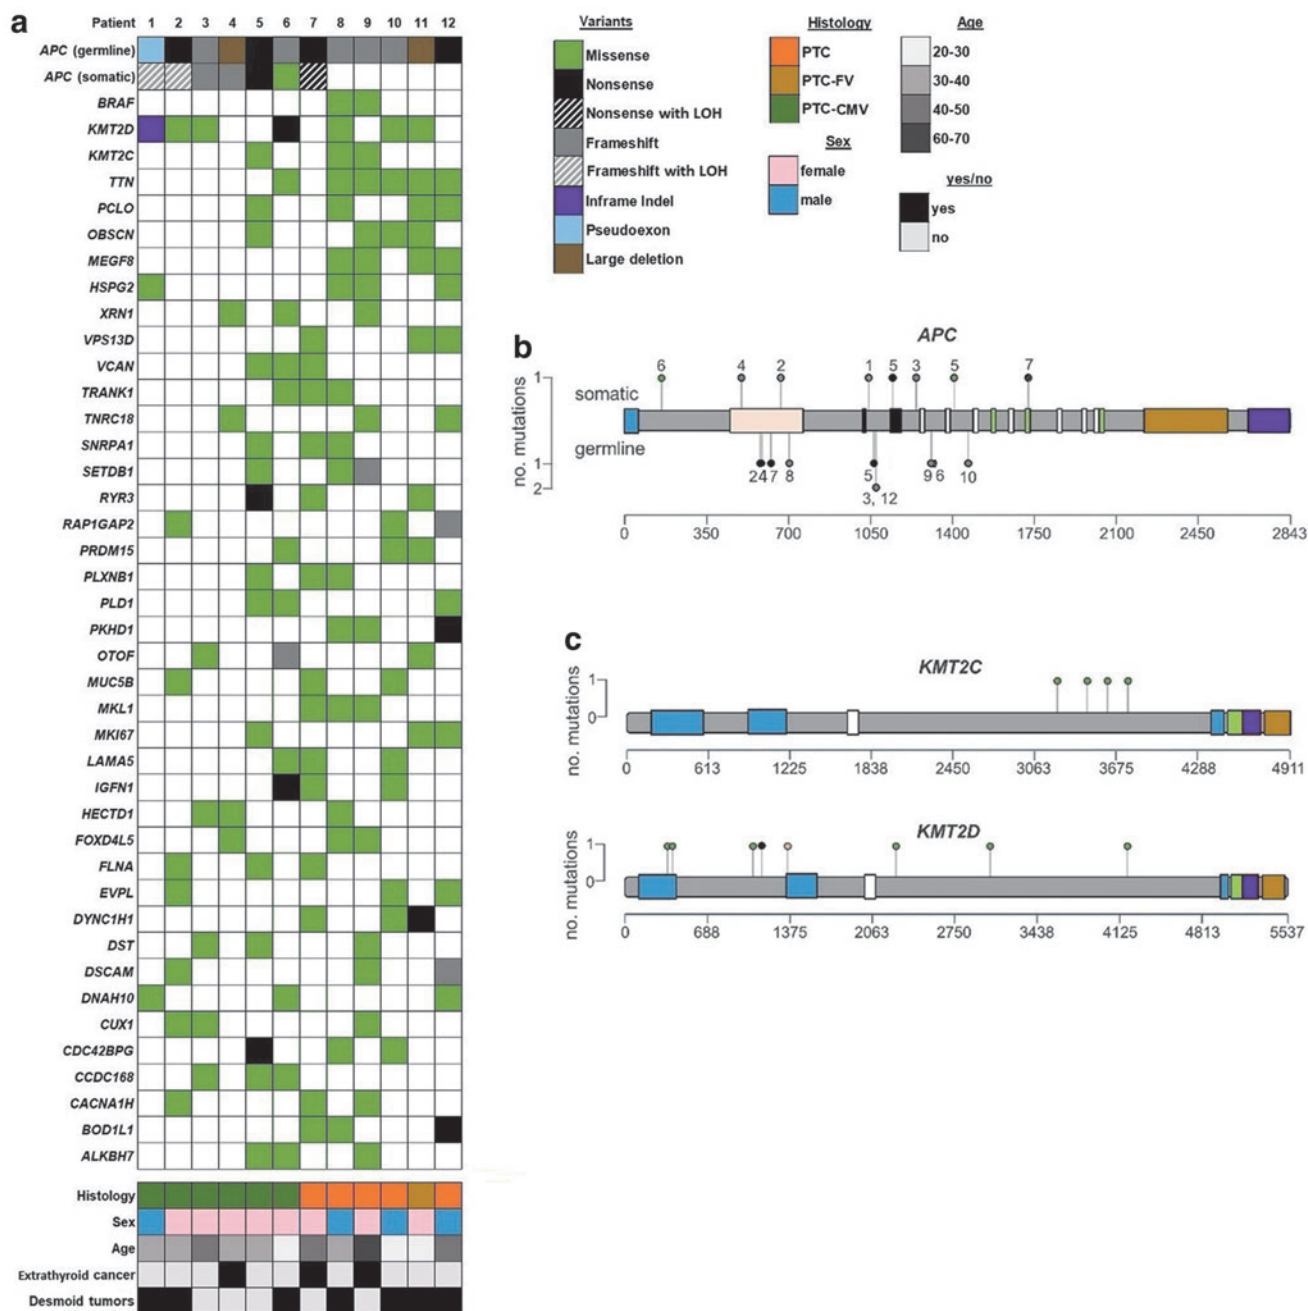 a
Patient 1 2 3 4 5 6 7 8 9 10 11 12
APC (germline)
APC (somatic)
BRAF
KMT2D
KMT2C
TTN
PCLO
OBSCN
MEGF8
HSPG2
XRN1
VPS13D
VCAN
TRANK1
TNRC18
SNRPA1
SETDB1
RYR3
RAP1GAP2
PRDM15
PLXNB1
PLD1
PKHD1
OTOF
MUC5B
MKL1
MKI67
LAMA5
IGFN1
HECTD1
FOXD4L5
FLNA
EVPL
DYNC1H1
DST
DSCAM
DNAH10
CUX1
CDC42BPG
CCDC168
CACNA1H
BOD1L1
ALKBH7
Histology
Sex
Age
Extrathyroid cancer
Desmoid tumors
Variants
Missense
Nonsense
Nonsense with LOH
Frameshift
Frameshift with LOH
Inframe Indel
Pseudoexon
Large deletion
Histology
PTC
PTC-FV
PTC-CMV
Sex
female
male
Age
20-30
30-40
40-50
60-70
yes/no
yes
no
b
APC
6 4 2 1 5 3 5 7
1
somatic
no. mutations
germline
1
2 4 7 8 5 9 6 10
2
3, 12
0 350 700 1050 1400 1750 2100 2450 2843
c
KMT2C
1
0
no. mutations
0 613 1225 1838 2450 3063 3675 4288 4911
KMT2D
1
0
no. mutations
0 688 1375 2063 2750 3438 4125 4813 5537